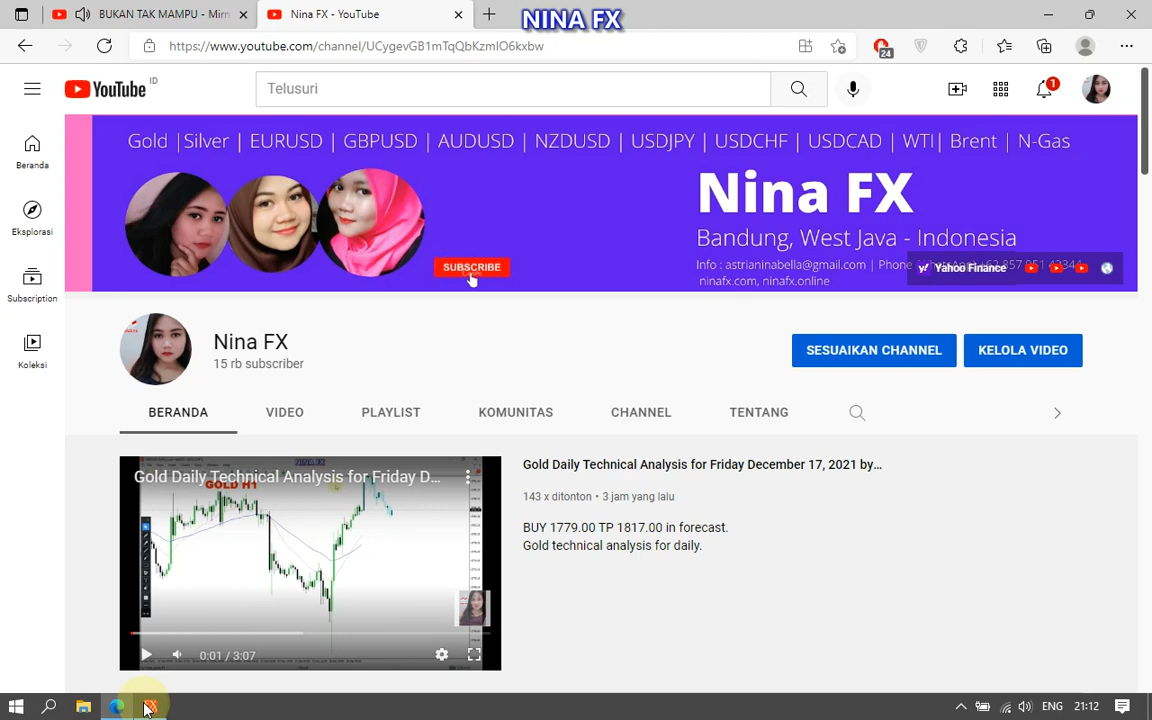 BUKAN TAK MAMPU - Mirn
Nina FX - YouTube
NINA FX
https://www.youtube.com/channel/UCygevGB1mTqQbKzmIO6kxbw
24
YouTube ID
Telusuri
1
Beranda
Eksplorasi
Subscription
Koleksi
Gold |Silver | EURUSD | GBPUSD | AUDUSD | NZDUSD | USDJPY | USDCHF | USDCAD | WTI| Brent | N-Gas
Nina FX
Bandung, West Java - Indonesia
SUBSCRIBE
Info : astrianinabella@gmail.com | Phone
Yahoo Finance
ninafx.com, ninafx.online
Nina FX
15 rb subscriber
SESUAIKAN CHANNEL
KELOLA VIDEO
BERANDA
VIDEO
PLAYLIST
KOMUNITAS
CHANNEL
TENTANG
Gold Daily Technical Analysis for Friday D...
GOLD H1
0:01 / 3:07
Gold Daily Technical Analysis for Friday December 17, 2021 by...
143 x ditonton • 3 jam yang lalu
BUY 1779.00 TP 1817.00 in forecast.
Gold technical analysis for daily.
ENG
21:12